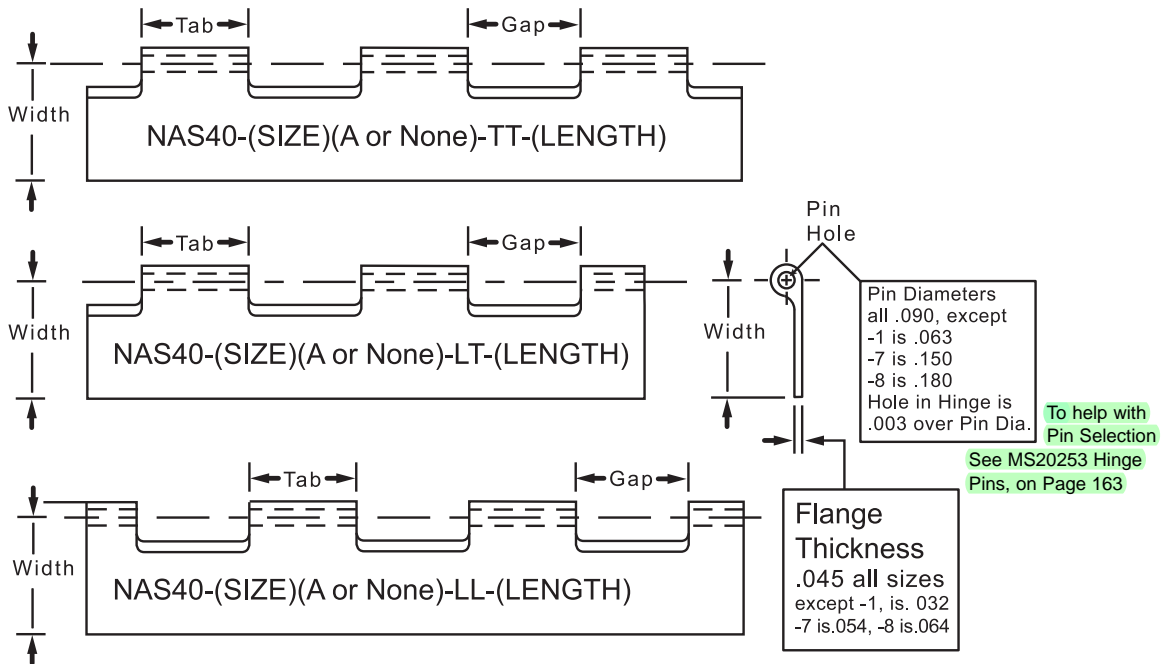 Tab
Gap
Width
NAS40-(SIZE)(A or None)-TT-(LENGTH)
Tab
Gap
Width
NAS40-(SIZE)(A or None)-LT-(LENGTH)
Pin
Hole
Width
Pin Diameters
all .090, except
-1 is .063
-7 is .150
-8 is .180
Hole in Hinge is
.003 over Pin Dia.
To help with
Pin Selection
See MS20253 Hinge
Pins, on Page 163
Tab
Gap
Width
NAS40-(SIZE)(A or None)-LL-(LENGTH)
Flange
Thickness
.045 all sizes
except -1, is. 032
-7 is.054, -8 is.064